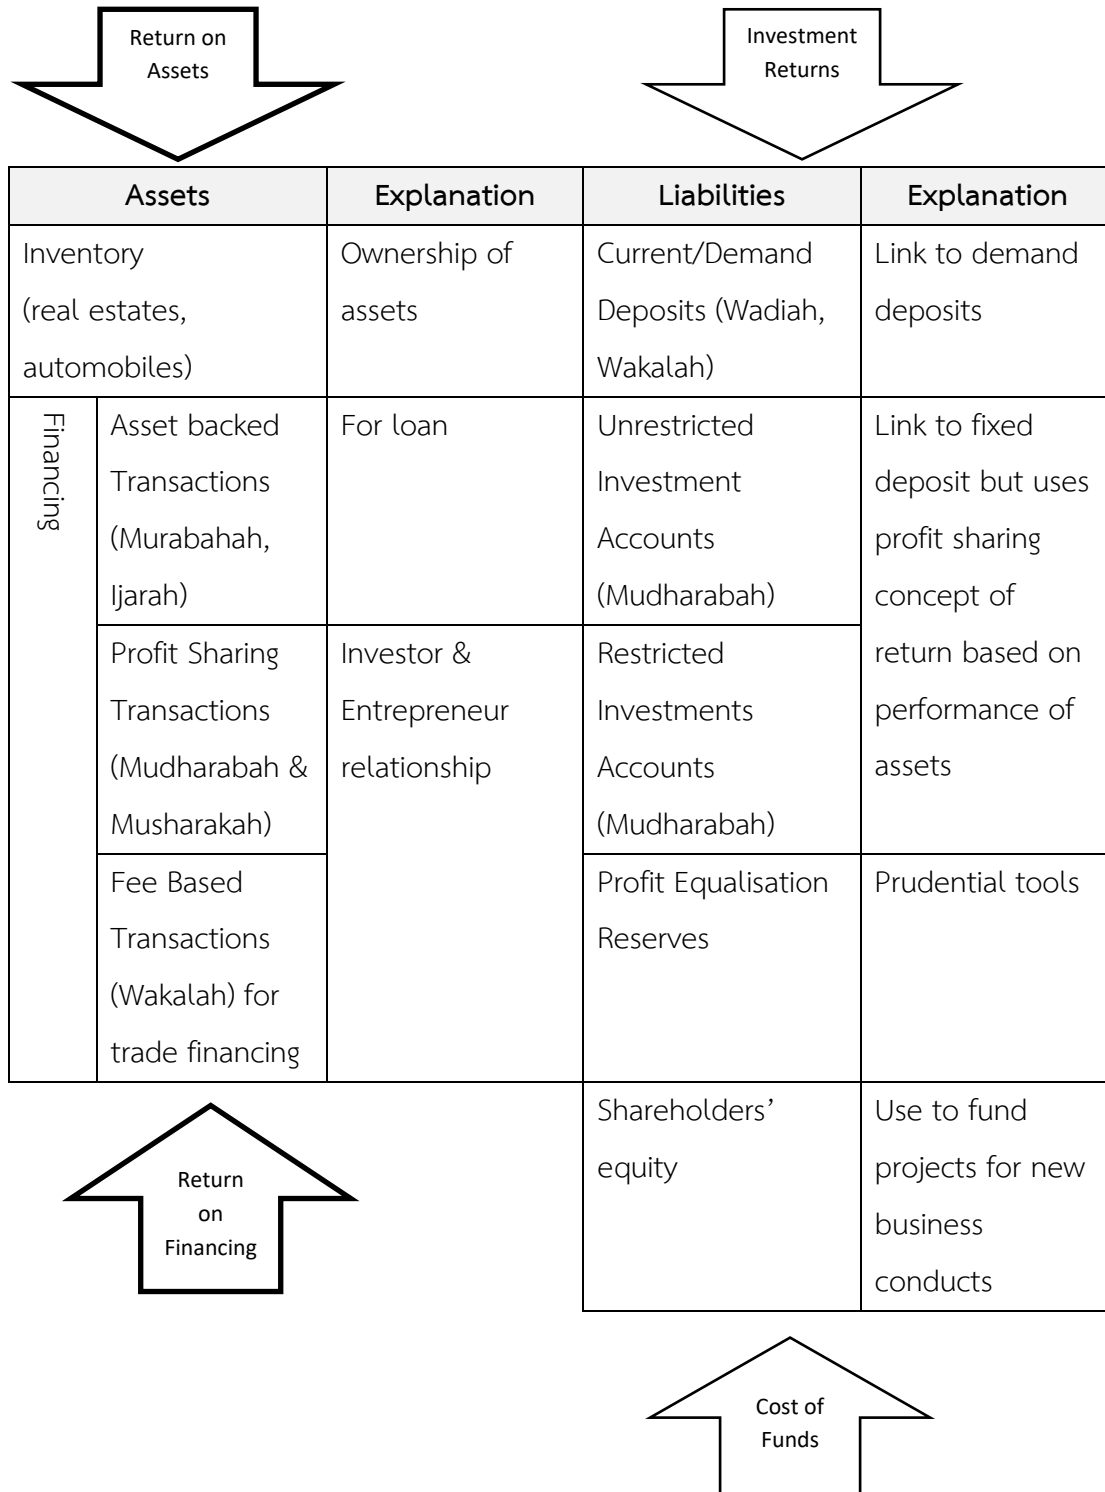 Return on
Assets
Investment
Returns
Assets
Explanation
Liabilities
Explanation
Inventory
(real estates,
automobiles)
Ownership of
assets
Current/Demand
Deposits (Wadiah,
Wakalah)
Link to demand
deposits
Financing
Asset backed
Transactions
(Murabahah,
Ijarah)
For loan
Unrestricted
Investment
Accounts
(Mudharabah)
Link to fixed
deposit but uses
profit sharing
concept of
return based on
performance of
assets
Profit Sharing
Transactions
(Mudharabah &
Musharakah)
Investor &
Entrepreneur
relationship
Restricted
Investments
Accounts
(Mudharabah)
Fee Based
Transactions
(Wakalah) for
trade financing
Profit Equalisation
Reserves
Prudential tools
Shareholders’
equity
Use to fund
projects for new
business
conducts
Return
on
Financing
Cost of
Funds